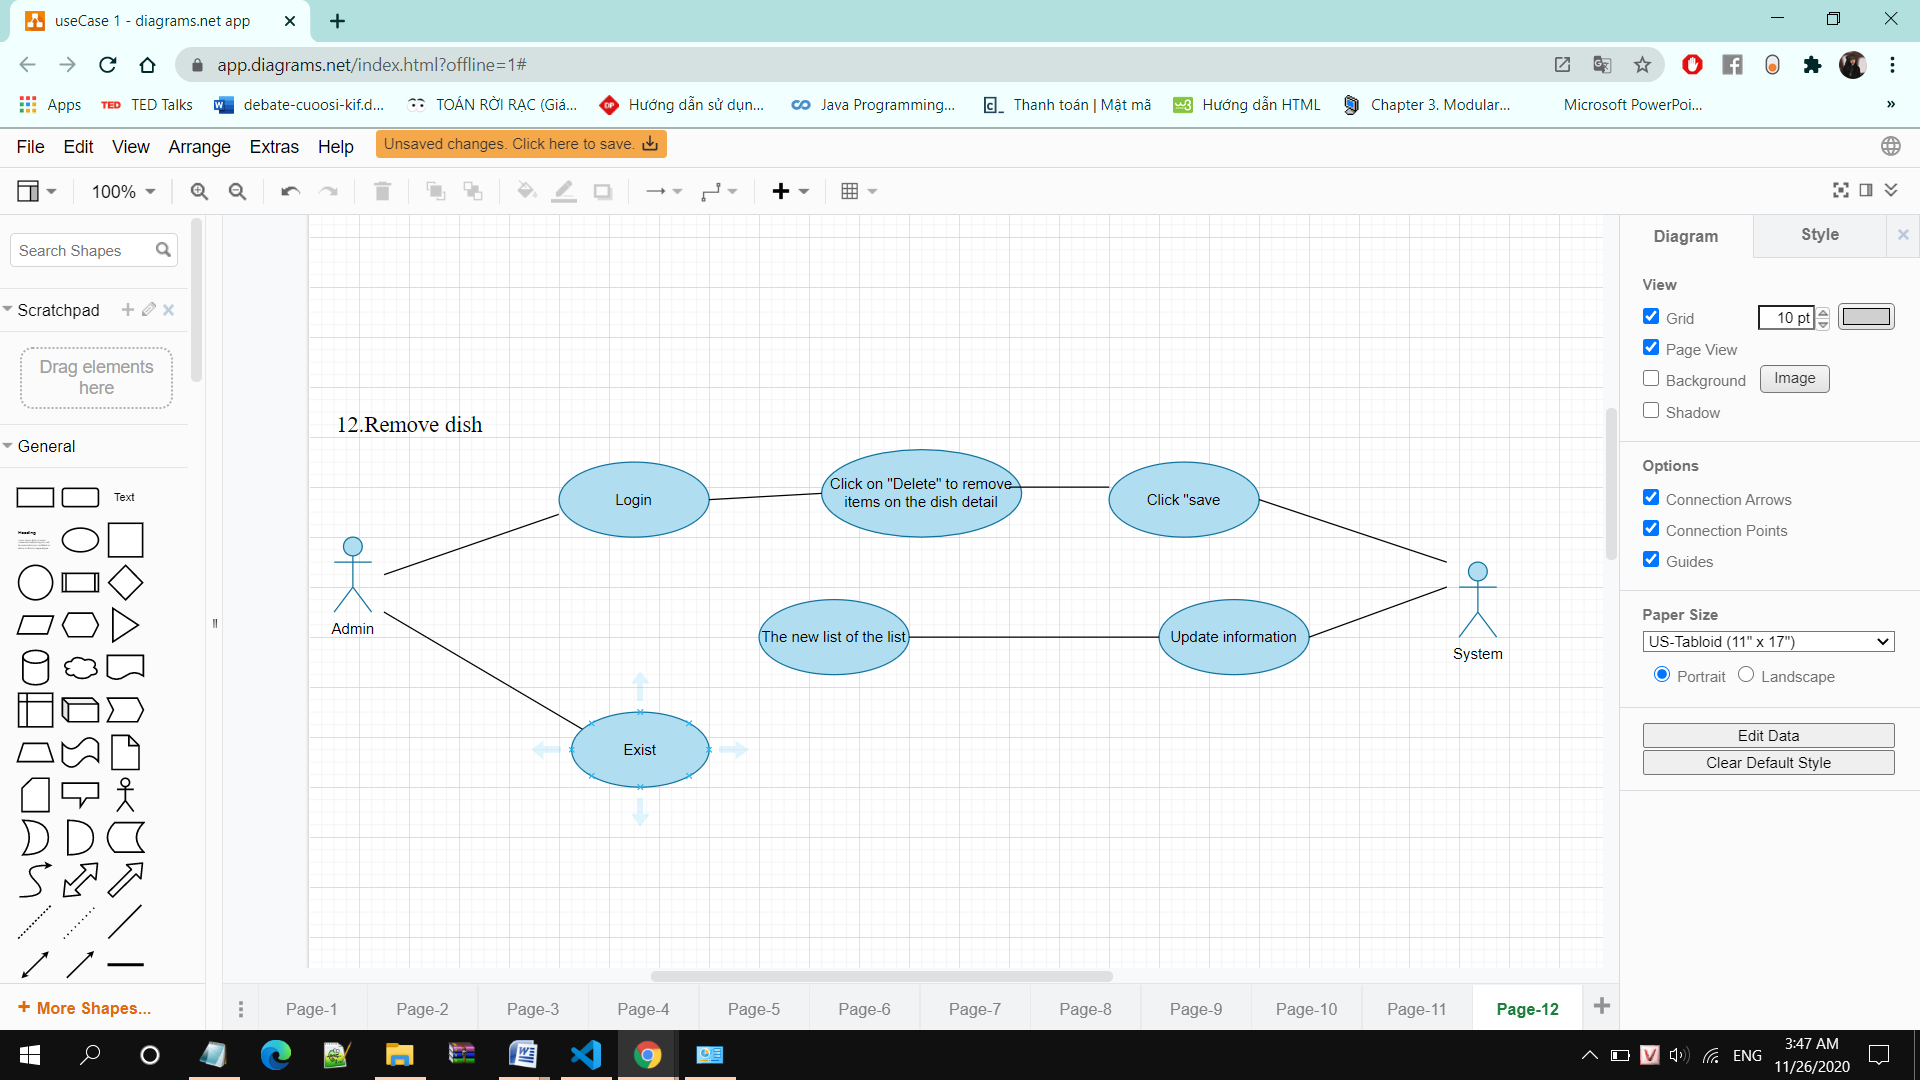 useCase 1 - diagrams.net app
app.diagrams.net/index.html?offline=1#
Apps
TED TED Talks
debate-cuoosi-kif.d...
TOÁN RỜI RẠC (Giá...
Hướng dẫn sử dụn...
Java Programming...
Thanh toán | Mật mã
Hướng dẫn HTML
Chapter 3. Modular...
Microsoft PowerPoi...
File Edit View Arrange Extras Help
Unsaved changes. Click here to save.
100%
Search Shapes
Scratchpad
Drag elements
here
General
Text
Heading
More Shapes...
12.Remove dish
Login
Click on "Delete" to remove
items on the dish detail
Click "save
Admin
The new list of the list
Update information
System
Exist
Diagram
Style
View
Grid
10 pt
Page View
Background
Image
Shadow
Options
Connection Arrows
Connection Points
Guides
Paper Size
US-Tabloid (11" x 17")
Portrait
Landscape
Edit Data
Clear Default Style
Page-1
Page-2
Page-3
Page-4
Page-5
Page-6
Page-7
Page-8
Page-9
Page-10
Page-11
Page-12
ENG
3:47 AM
11/26/2020